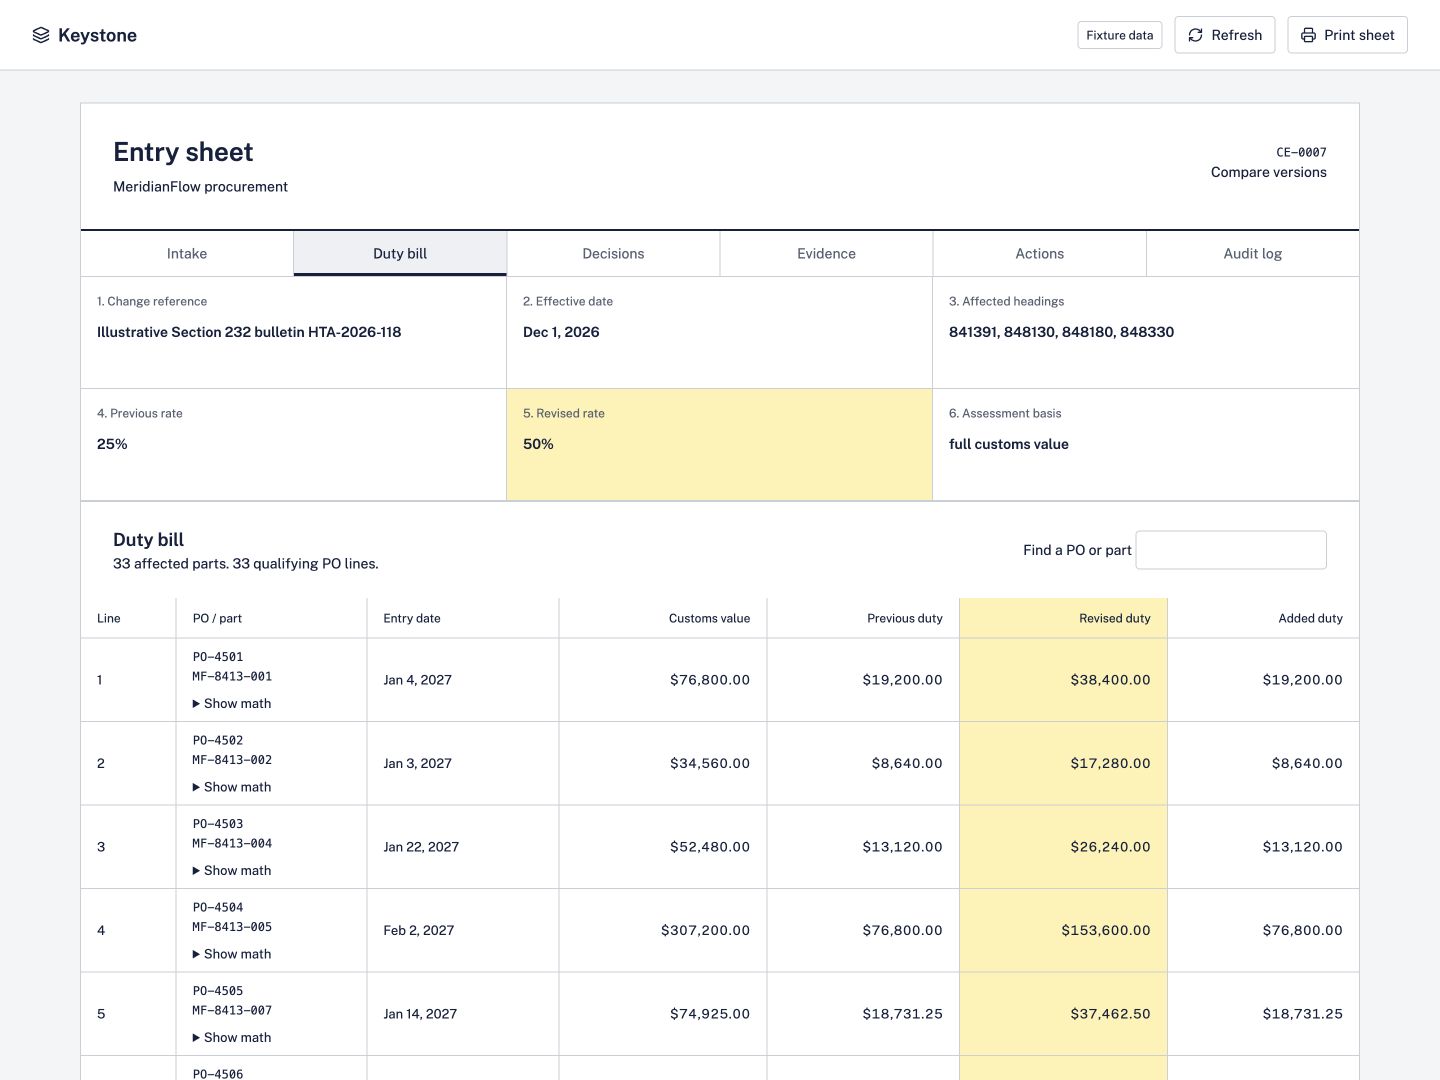 Keystone
Fixture data
Refresh
Print sheet
Entry sheet
MeridianFlow procurement
CE-0007
Compare versions
Intake
Duty bill
Decisions
Evidence
Actions
Audit log
1. Change reference
Illustrative Section 232 bulletin HTA-2026-118
2. Effective date
Dec 1, 2026
3. Affected headings
841391, 848130, 848180, 848330
4. Previous rate
25%
5. Revised rate
50%
6. Assessment basis
full customs value
Duty bill
33 affected parts. 33 qualifying PO lines.
Find a PO or part
Line PO / part Entry date Customs value Previous duty Revised duty Added duty
PO-4501
MF-8413-001
1 Jan 4, 2027 $76,800.00 $19,200.00 $38,400.00 $19,200.00
▶ Show math
PO-4502
MF-8413-002
2 Jan 3, 2027 $34,560.00 $8,640.00 $17,280.00 $8,640.00
▶ Show math
PO-4503
MF-8413-004
3 Jan 22, 2027 $52,480.00 $13,120.00 $26,240.00 $13,120.00
▶ Show math
PO-4504
MF-8413-005
4 Feb 2, 2027 $307,200.00 $76,800.00 $153,600.00 $76,800.00
▶ Show math
PO-4505
MF-8413-007
5 Jan 14, 2027 $74,925.00 $18,731.25 $37,462.50 $18,731.25
▶ Show math
PO-4506